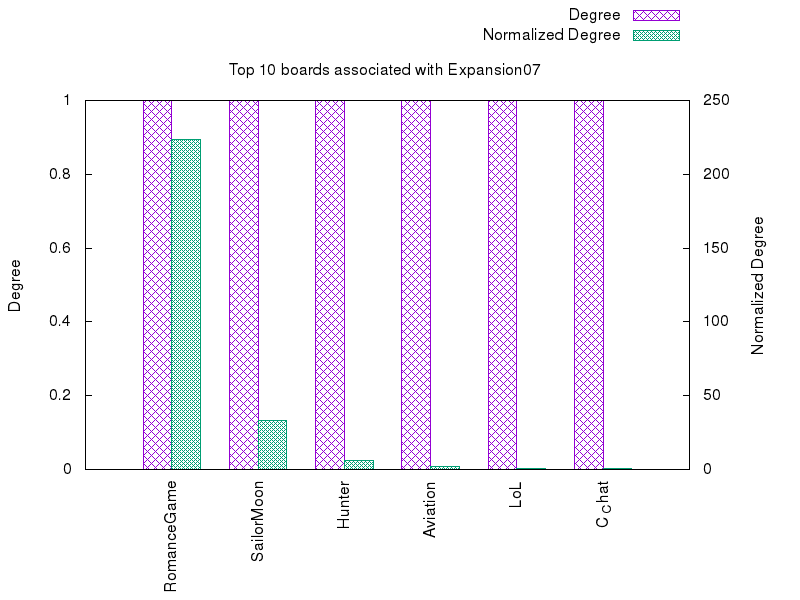 Degree
Normalized Degree
Top 10 boards associated with Expansion07
1
0.8
0.6
0.4
0.2
0
250
200
150
100
50
0
Degree
Normalized Degree
RomanceGame
SailorMoon
Hunter
Aviation
LoL
CChat